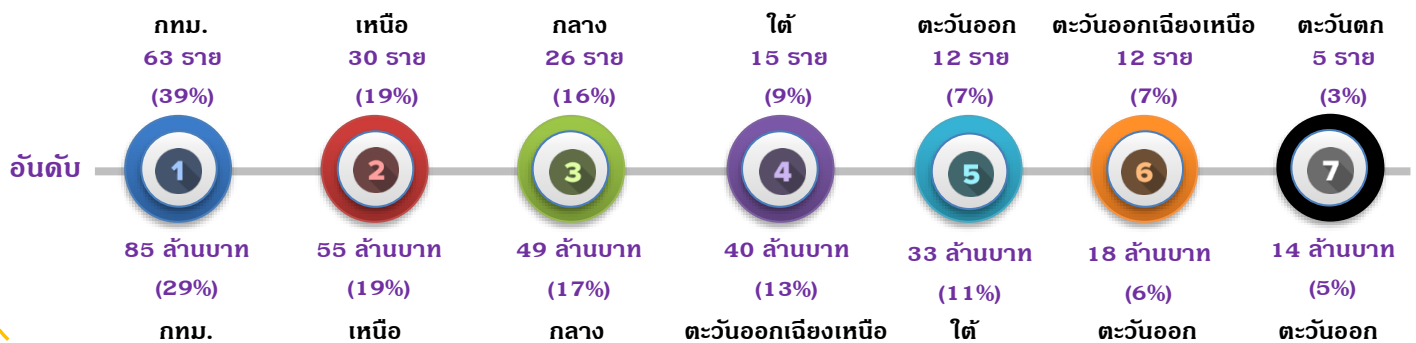 กทม. เหนือ กลาง ใต้ ตะวันออก ตะวันออกเฉียงเหนือ ตะวันตก
63 ราย 30 ราย 26 ราย 15 ราย 12 ราย 12 ราย 5 ราย
(39%) (19%) (16%) (9%) (7%) (7%) (3%)
อันดับ 1 2 3 4 5 6 7
85 ล้านบาท 55 ล้านบาท 49 ล้านบาท 40 ล้านบาท 33 ล้านบาท 18 ล้านบาท 14 ล้านบาท
(29%) (19%) (17%) (13%) (11%) (6%) (5%)
กทม. เหนือ กลาง ตะวันออกเฉียงเหนือ ใต้ ตะวันออก ตะวันออก